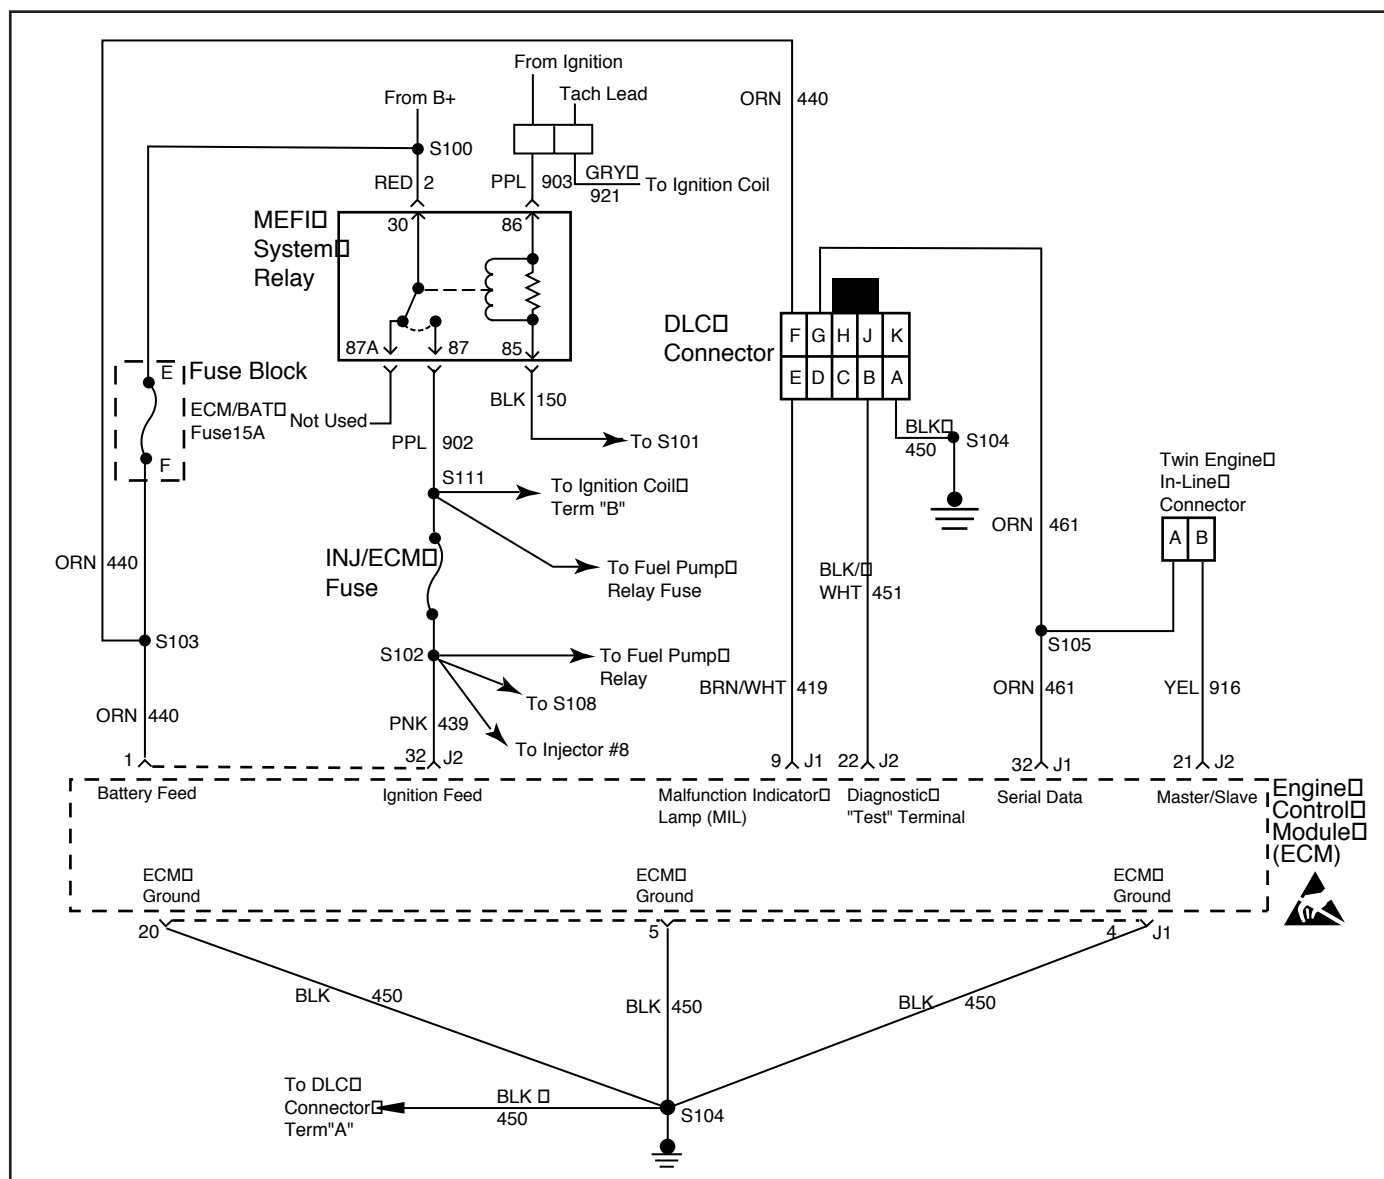 From Ignition
Tach Lead
From B+
ORN 440
S100
RED 2
PPL 903
GRY
921
To Ignition Coil
MEFI
System
Relay
30
86
87A
87
85
DLC
Connector
F G H J K
E D C B A
E
Fuse Block
ECM/BAT
Fuse15A
F
Not Used
BLK 150
PPL 902
To S101
BLK
450
S104
S111
To Ignition Coil
Term "B"
Twin Engine
In-Line
Connector
A B
ORN 461
ORN 440
INJ/ECM
Fuse
To Fuel Pump
Relay Fuse
BLK/
WHT 451
S103
S102
To Fuel Pump
Relay
S105
BRN/WHT 419
ORN 461
YEL 916
To S108
ORN 440
PNK 439
To Injector #8
1
32 J2
9 J1
22 J2
32 J1
21 J2
Battery Feed
Ignition Feed
Malfunction Indicator
Lamp (MIL)
Diagnostic
"Test" Terminal
Serial Data
Master/Slave
Engine
Control
Module
(ECM)
ECM
Ground
ECM
Ground
ECM
Ground
20
5
4 J1
BLK 450
BLK 450
BLK 450
To DLC
Connector
Term"A"
BLK
450
S104